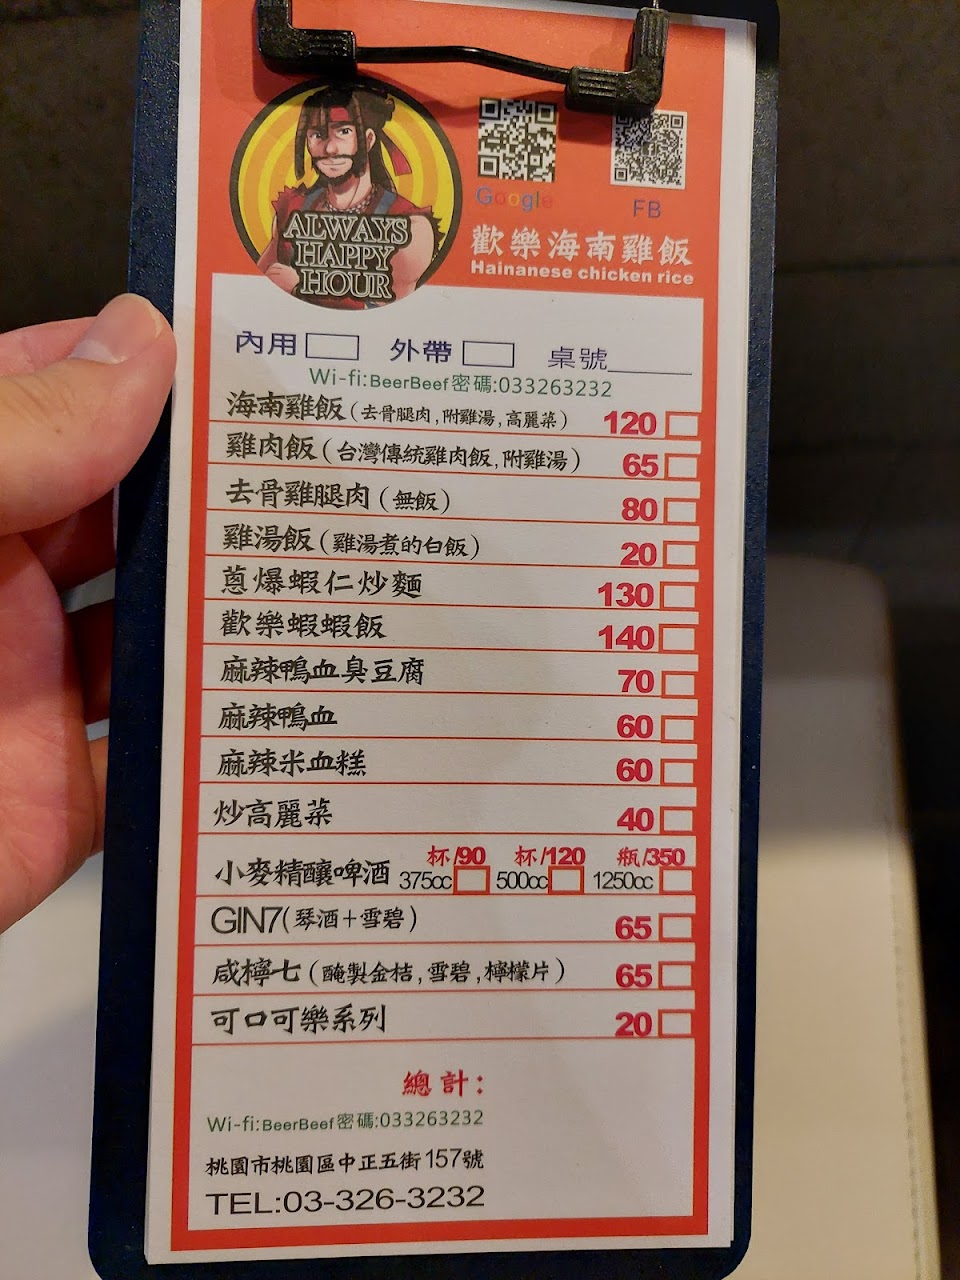 ALWAYS
HAPPY
HOUR
Google
FB
歡樂海南雞飯
Hainanese chicken rice
內用 外帶 桌號
Wi-fi:BeerBeef密碼:033263232
海南雞飯(去骨腿肉,附雞湯,高麗菜) 120
雞肉飯(台灣傳統雞肉飯,附雞湯) 65
去骨雞腿肉(無飯) 80
雞湯飯(雞湯煮的白飯) 20
蔥爆蝦仁炒麵 130
歡樂蝦蝦飯 140
麻辣鴨血臭豆腐 70
麻辣鴨血 60
麻辣米血糕 60
炒高麗菜 40
小麥精釀啤酒 杯/90 375cc 杯/120 500cc 瓶/350 1250cc
GIN7(琴酒+雪碧) 65
咸檸七(醃製金桔,雪碧,檸檬片) 65
可口可樂系列 20
總計:
Wi-fi:BeerBeef密碼:033263232
桃園市桃園區中正五街157號
TEL:03-326-3232